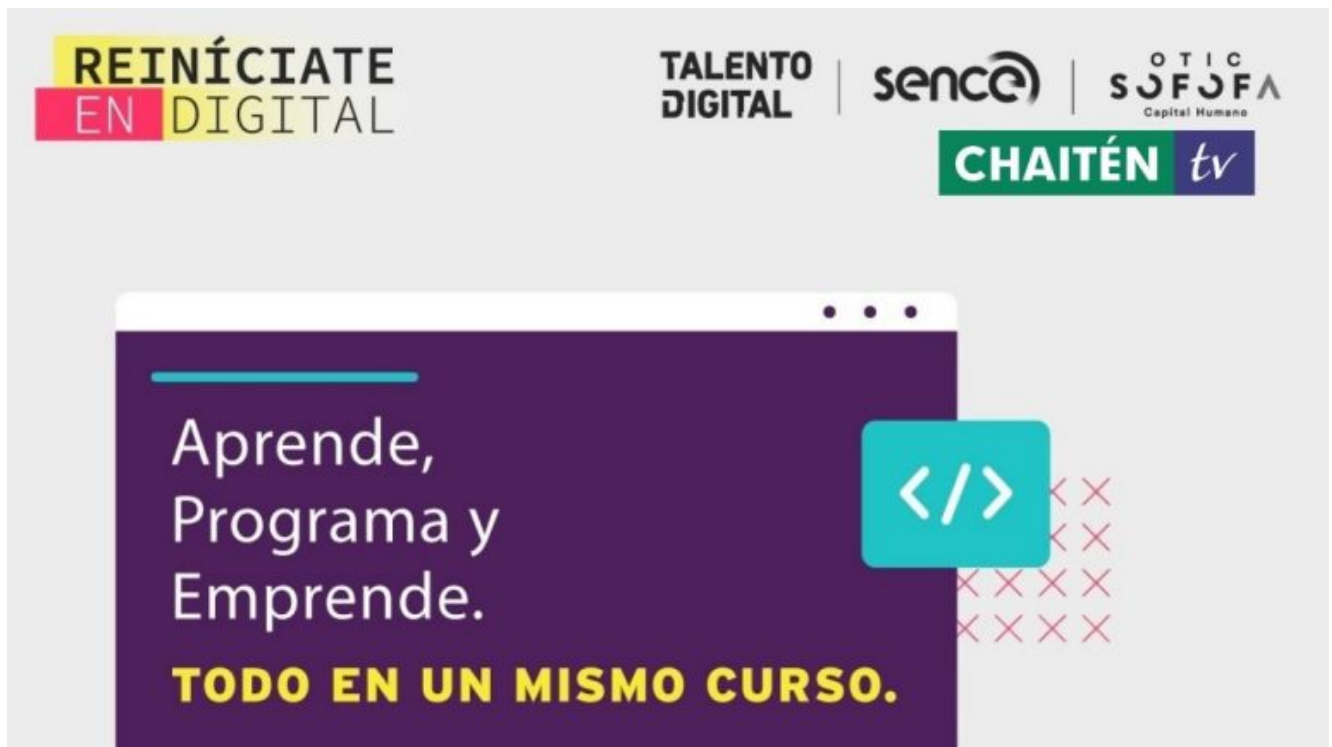 REINÍCIATE
EN DIGITAL
TALENTO
DIGITAL
sence
OTIC
SOFOFA
Capital Humano
CHAITÉN tv
</>
Aprende,
Programa y
Emprende.
TODO EN UN MISMO CURSO.